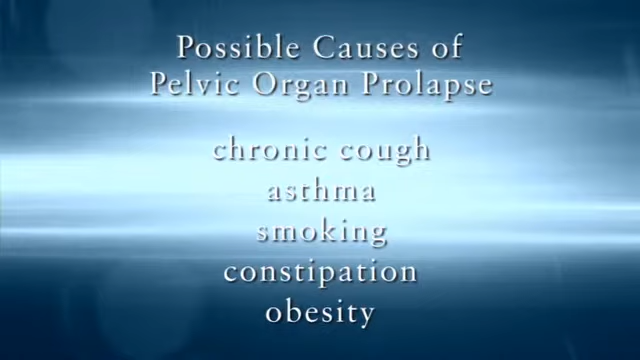 Possible Causes of
Pelvic Organ Prolapse
chronic cough
asthma
smoking
constipation
obesity